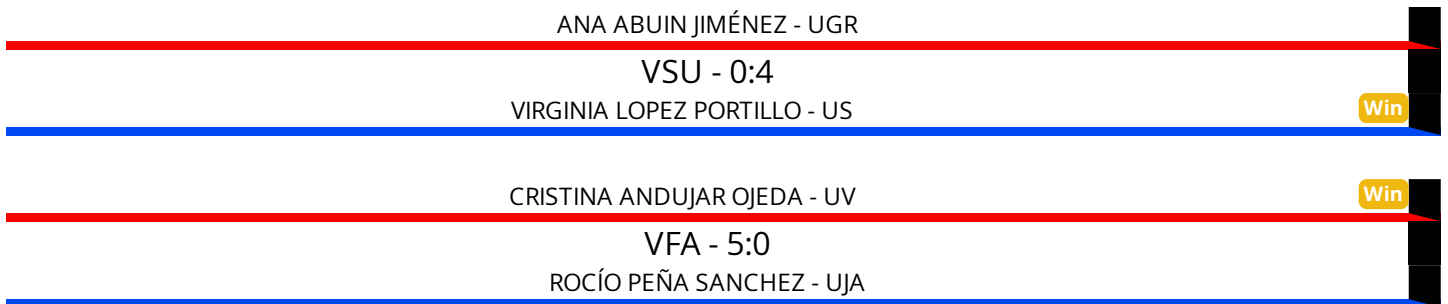 ANA ABUIN JIMÉNEZ - UGR
VSU - 0:4
VIRGINIA LOPEZ PORTILLO - US
Win
CRISTINA ANDUJAR OJEDA - UV
Win
VFA - 5:0
ROCÍO PEÑA SANCHEZ - UJA